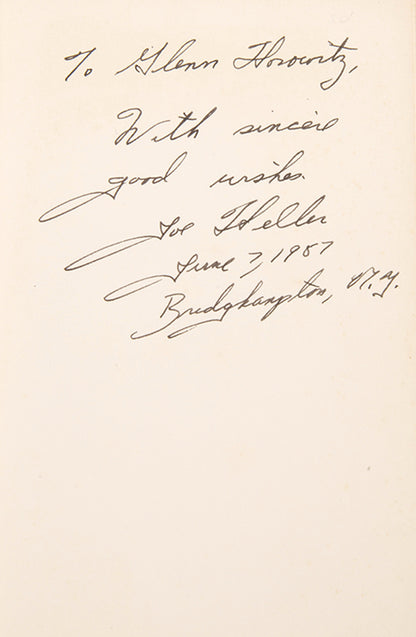 To Glenn Horowitz,
With sincere
good wishes.
Joe Heller
June 7, 1987
Bridgehampton, N.Y.